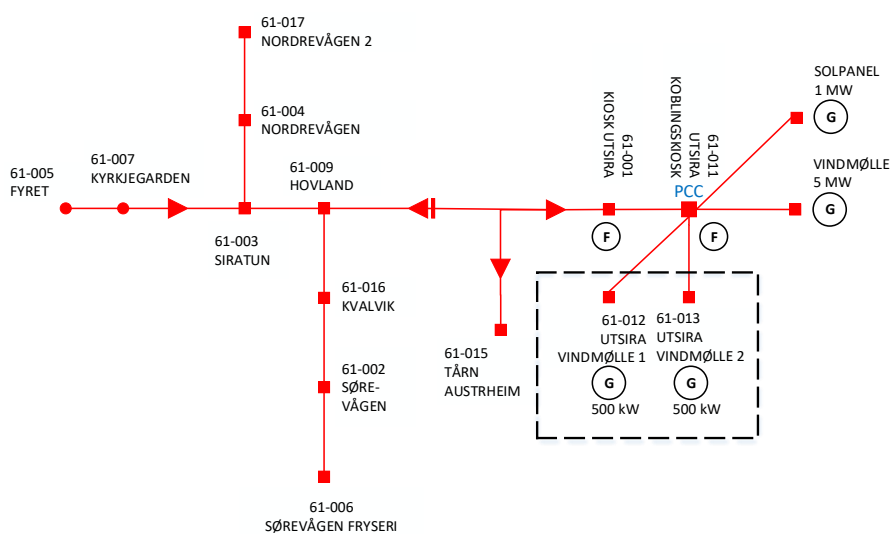 61-017
NORDREVÅGEN 2
61-004
NORDREVÅGEN
61-005
FYRET
61-007
KYRKJEGARDEN
61-009
HOVLAND
61-003
SIRATUN
61-016
KVALVIK
61-002
SØRE-
VÅGEN
61-006
SØREVÅGEN FRYSERI
61-015
TÅRN
AUSTRHEIM
61-001
KIOSK UTSIRA
F
61-011
UTSIRA
KOBLINGSKIOSK
PCC
F
SOLPANEL
1 MW
G
VINDMØLLE
5 MW
G
61-012
UTSIRA
VINDMØLLE 1
G
500 kW
61-013
UTSIRA
VINDMØLLE 2
G
500 kW